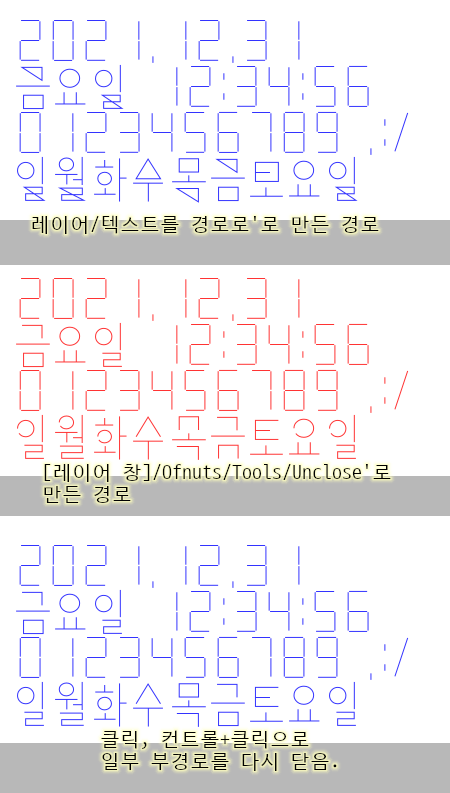 2021.12.31
금요일 12:34:56
0123456789.:/
일월화수목금토요일
레이어/텍스트를 경로로'로 만든 경로
2021.12.31
금요일 12:34:56
0123456789.:/
일월화수목금토요일
[레이어 창]/Ofnuts/Tools/Unclose'로
만든 경로
2021.12.31
금요일 12:34:56
0123456789.:/
일월화수목금토요일
클릭, 컨트롤+클릭으로
일부 부경로를 다시 닫음.